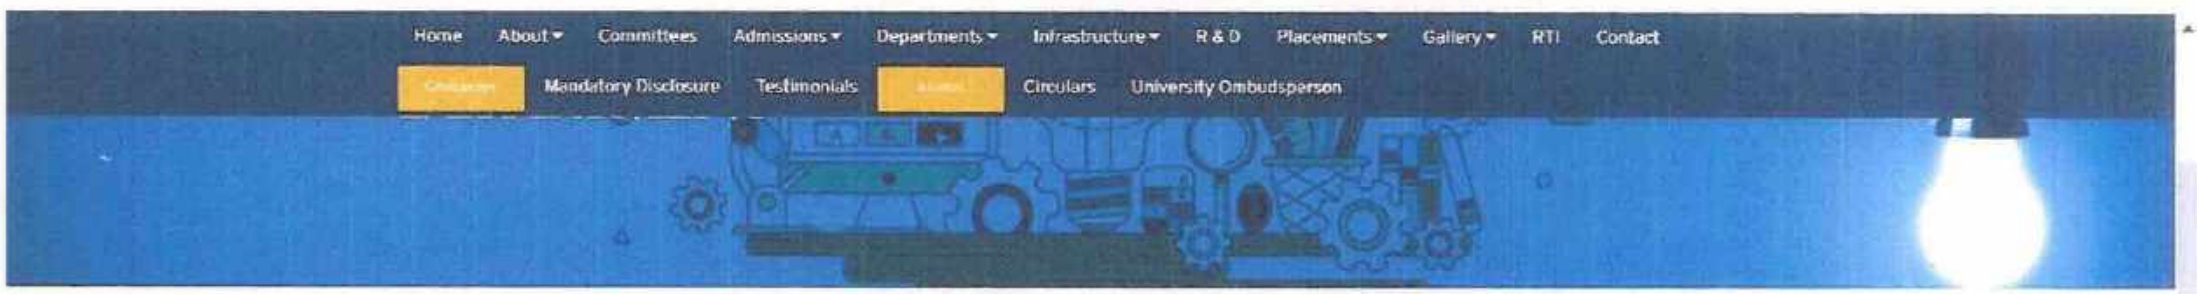 Home About Committees Admissions Departments Infrastructure R & D Placements Gallery RTI Contact
Mandatory Disclosure Testimonials Circulars University Ombudsperson